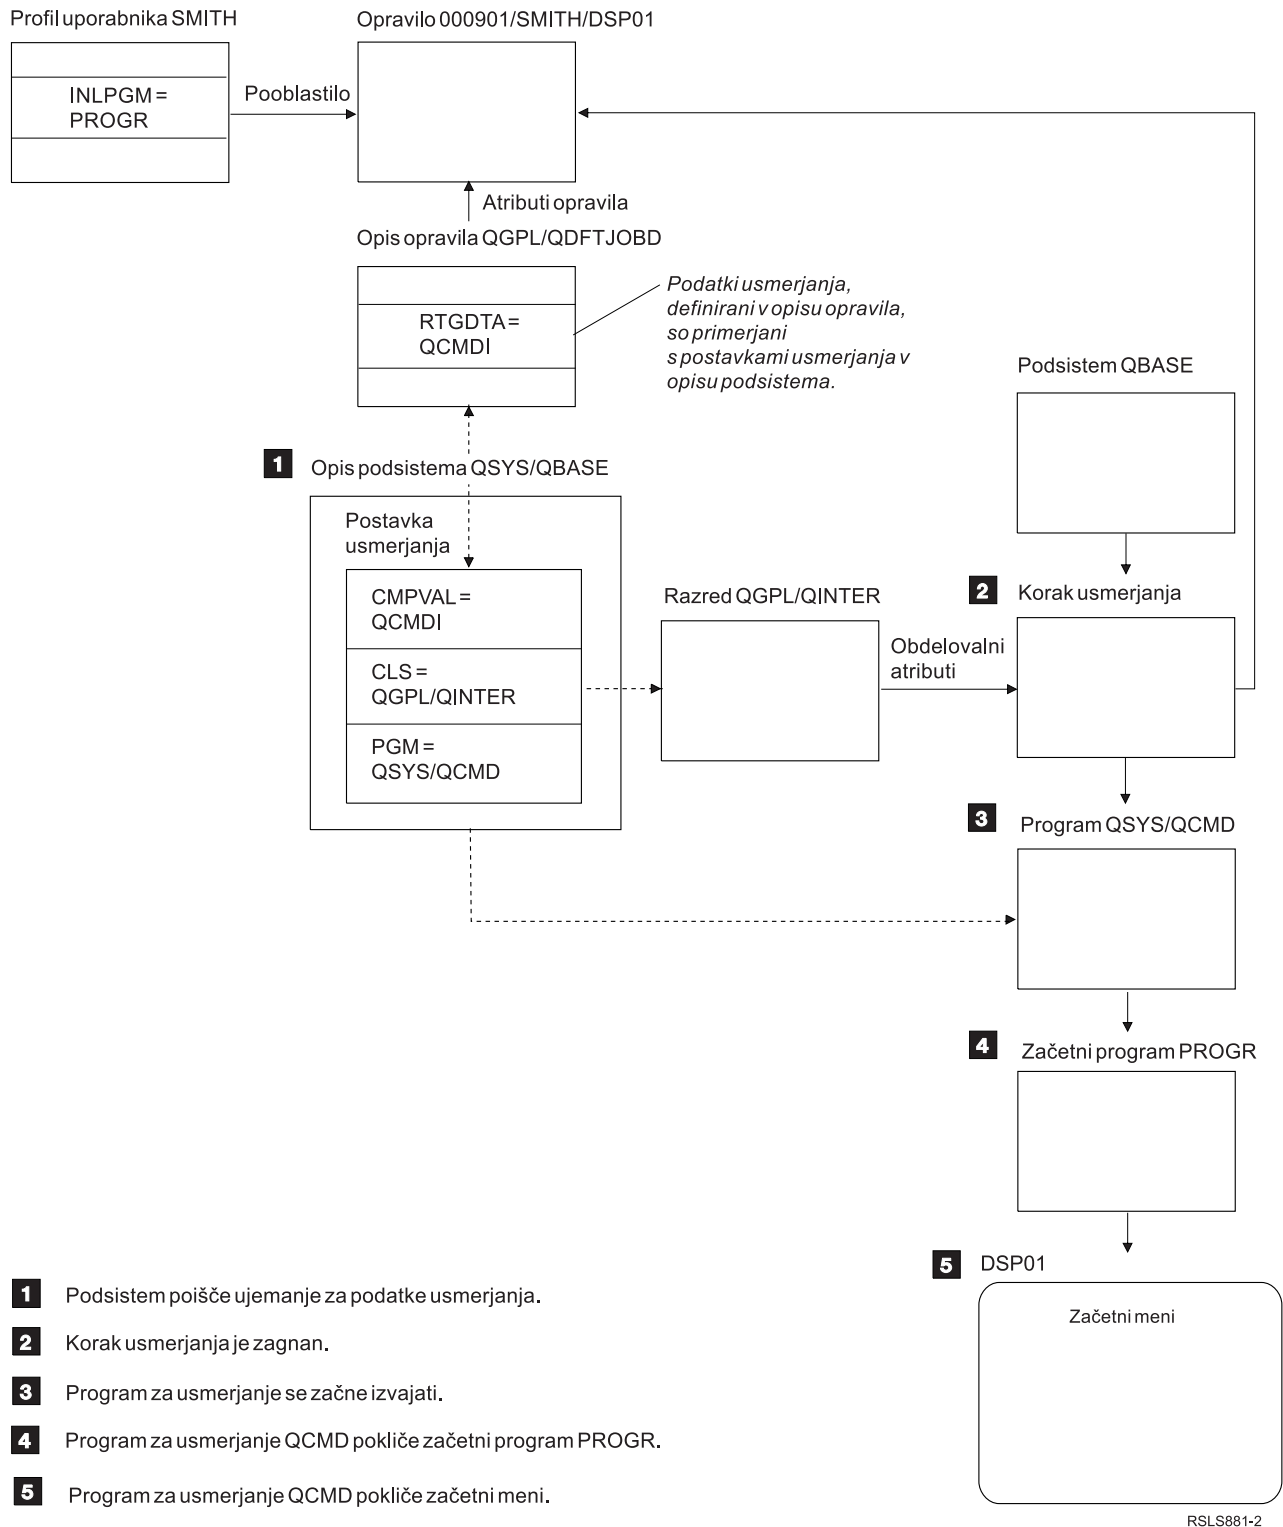 Profil uporabnika SMITH
Opravilo 000901/SMITH/DSP01
INLPGM =
PROGR
Pooblastilo
Atributi opravila
Opis opravila QGPL/QDFTJOBD
RTGDTA =
QCMDI
Podatki usmerjanja,
definirani v opisu opravila,
so primerjani
s postavkami usmerjanja v
opisu podsistema.
Podsistem QBASE
1 Opis podsistema QSYS/QBASE
Postavka
usmerjanja
CMPVAL =
QCMDI
CLS =
QGPL/QINTER
PGM =
QSYS/QCMD
Razred QGPL/QINTER
Obdelovalni
atributi
2 Korak usmerjanja
3 Program QSYS/QCMD
4 Začetni program PROGR
5 DSP01
Začetni meni
1 Podsistem poišče ujemanje za podatke usmerjanja.
2 Korak usmerjanja je zagnan.
3 Program za usmerjanje se začne izvajati.
4 Program za usmerjanje QCMD pokliče začetni program PROGR.
5 Program za usmerjanje QCMD pokliče začetni meni.
RSLS881-2